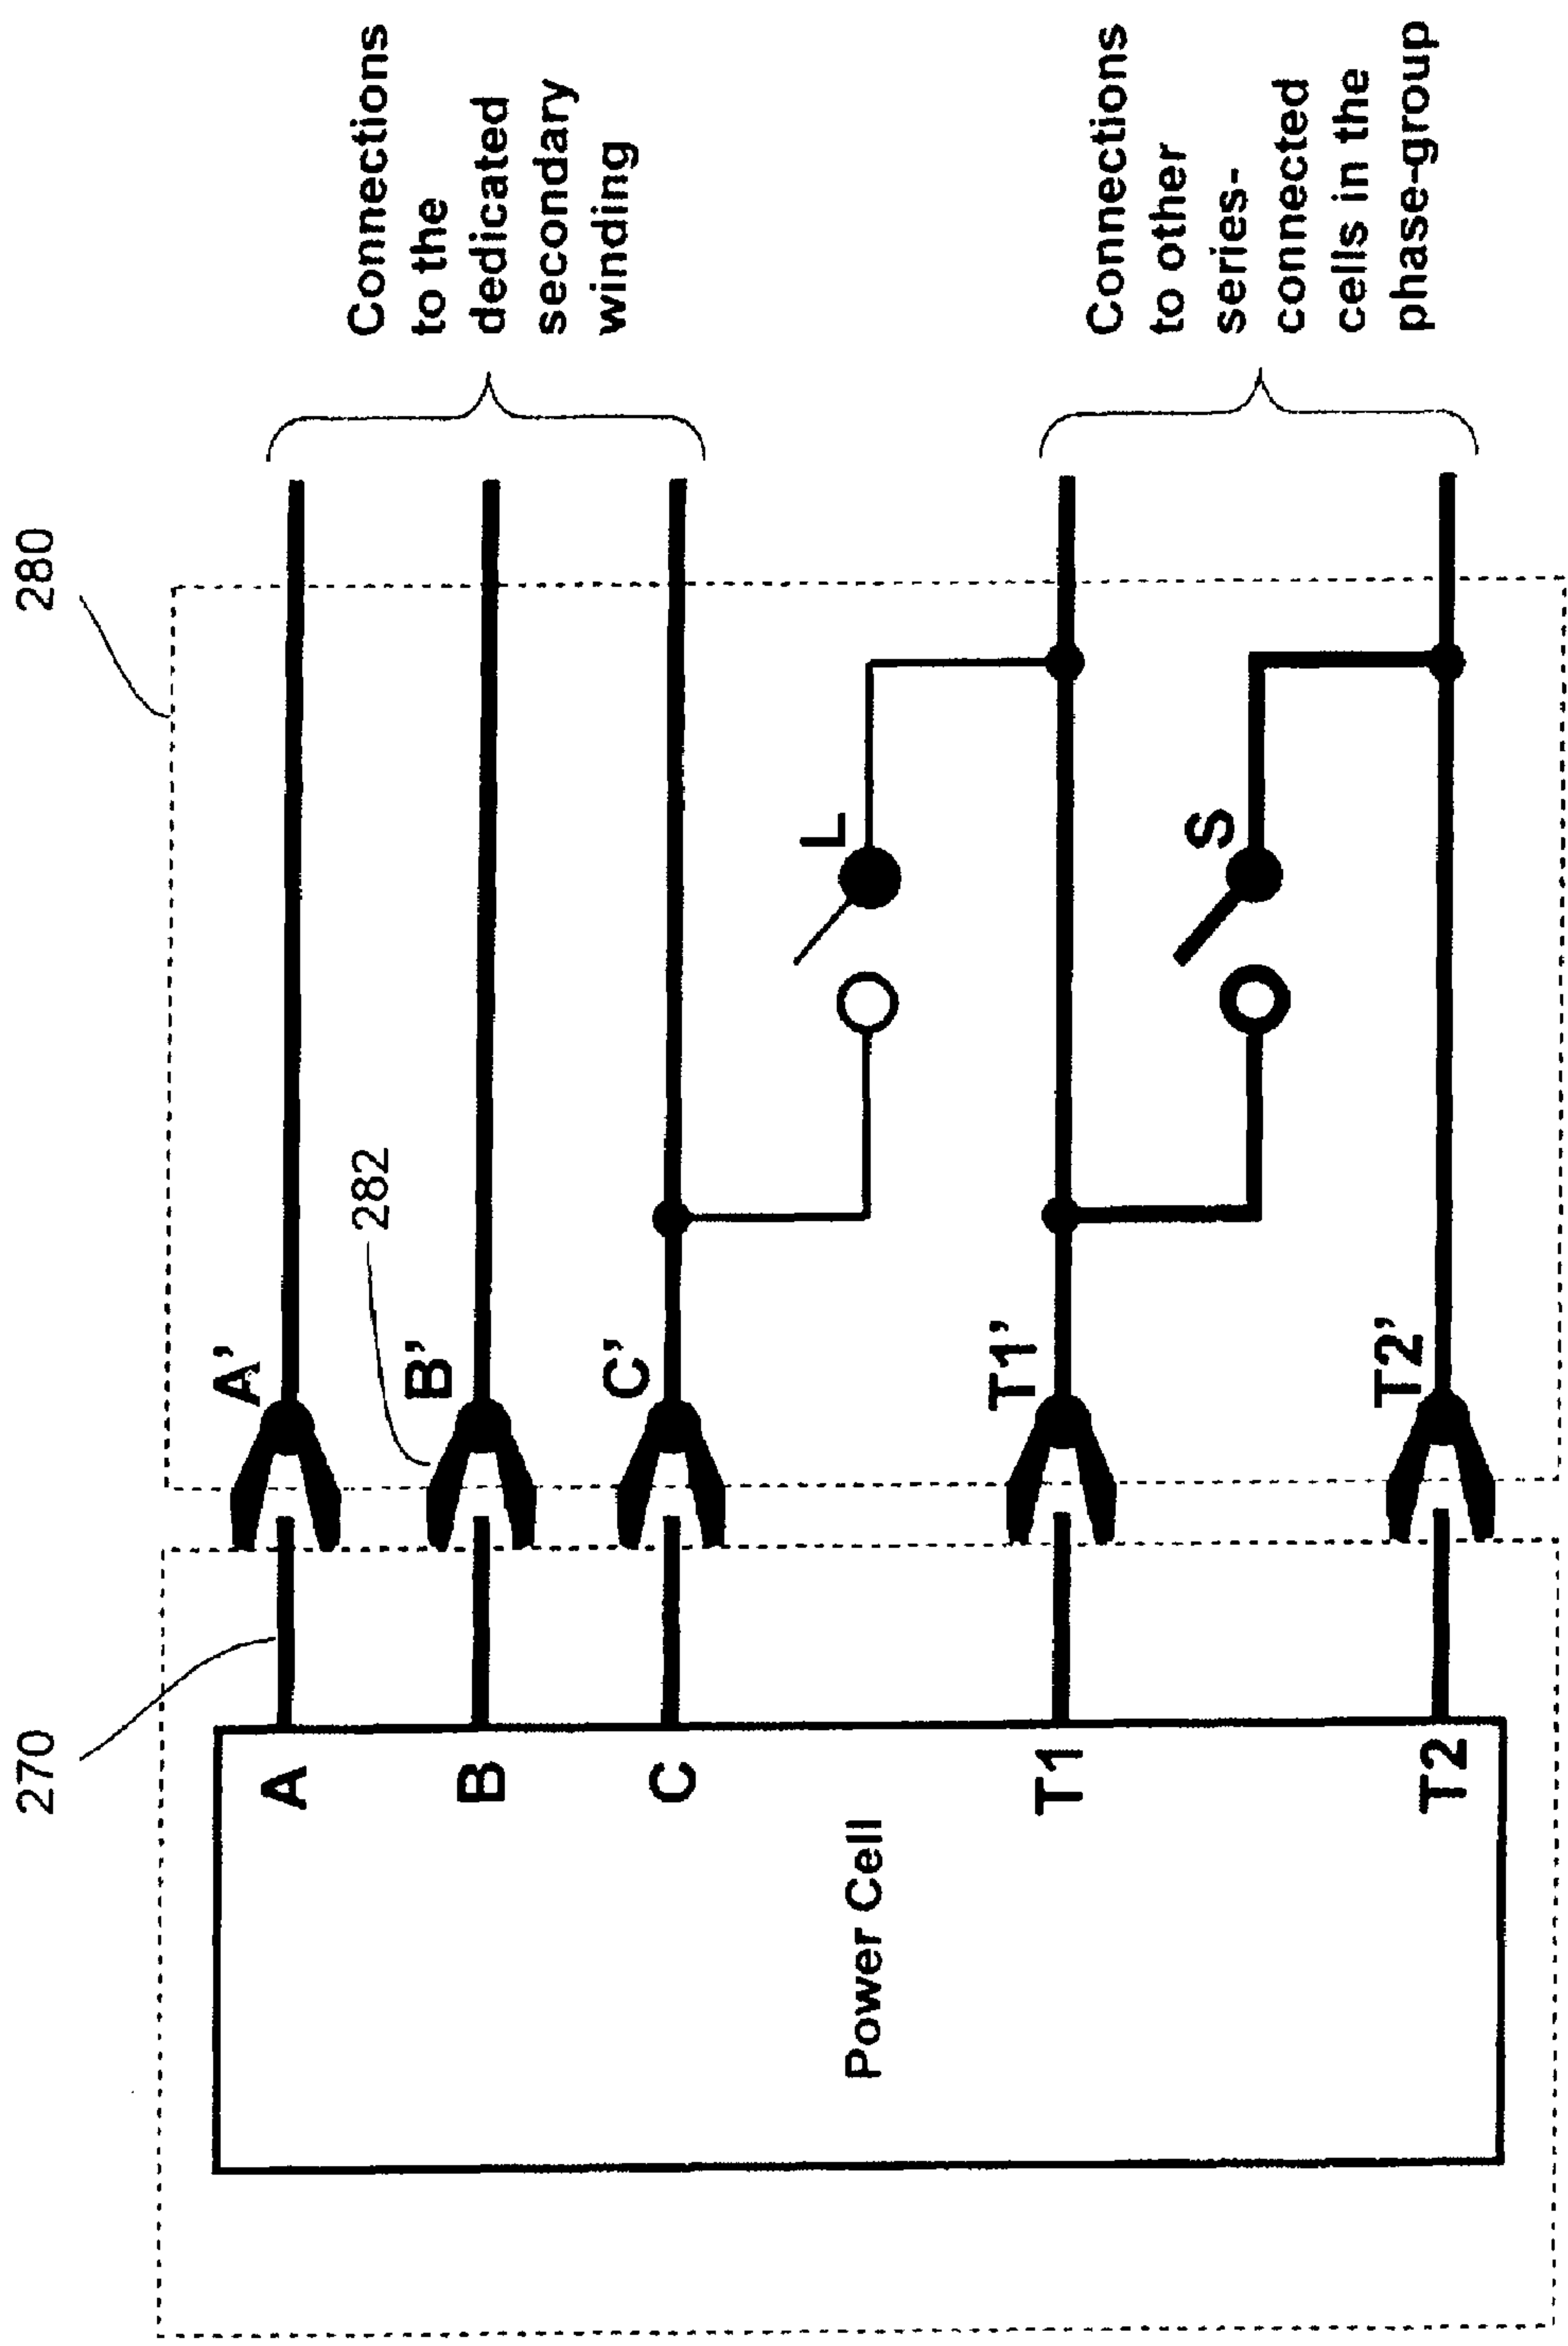 270
280
282
Power Cell
A
B
C
T1
T2
A'
B'
C'
T1'
T2'
L
S
Connections
to the
dedicated
secondary
winding
Connections
to other
series-
connected
cells in the
phase-group